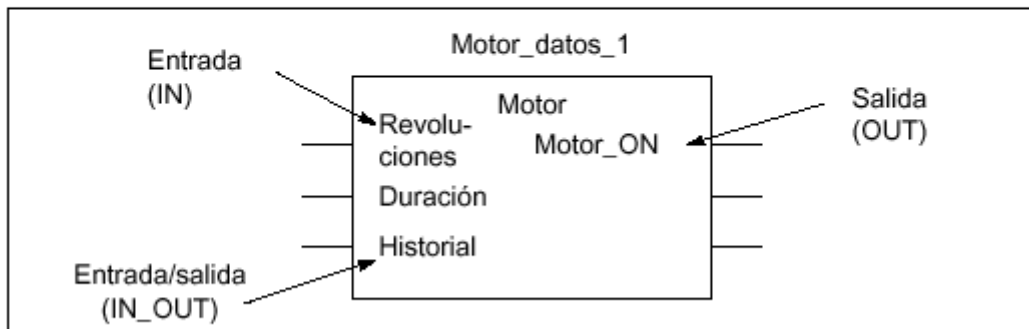 Motor_datos_1
Entrada
(IN)
Motor
Salida
(OUT)
Revolu-
ciones
Motor_ON
Duración
Historial
Entrada/salida
(IN_OUT)